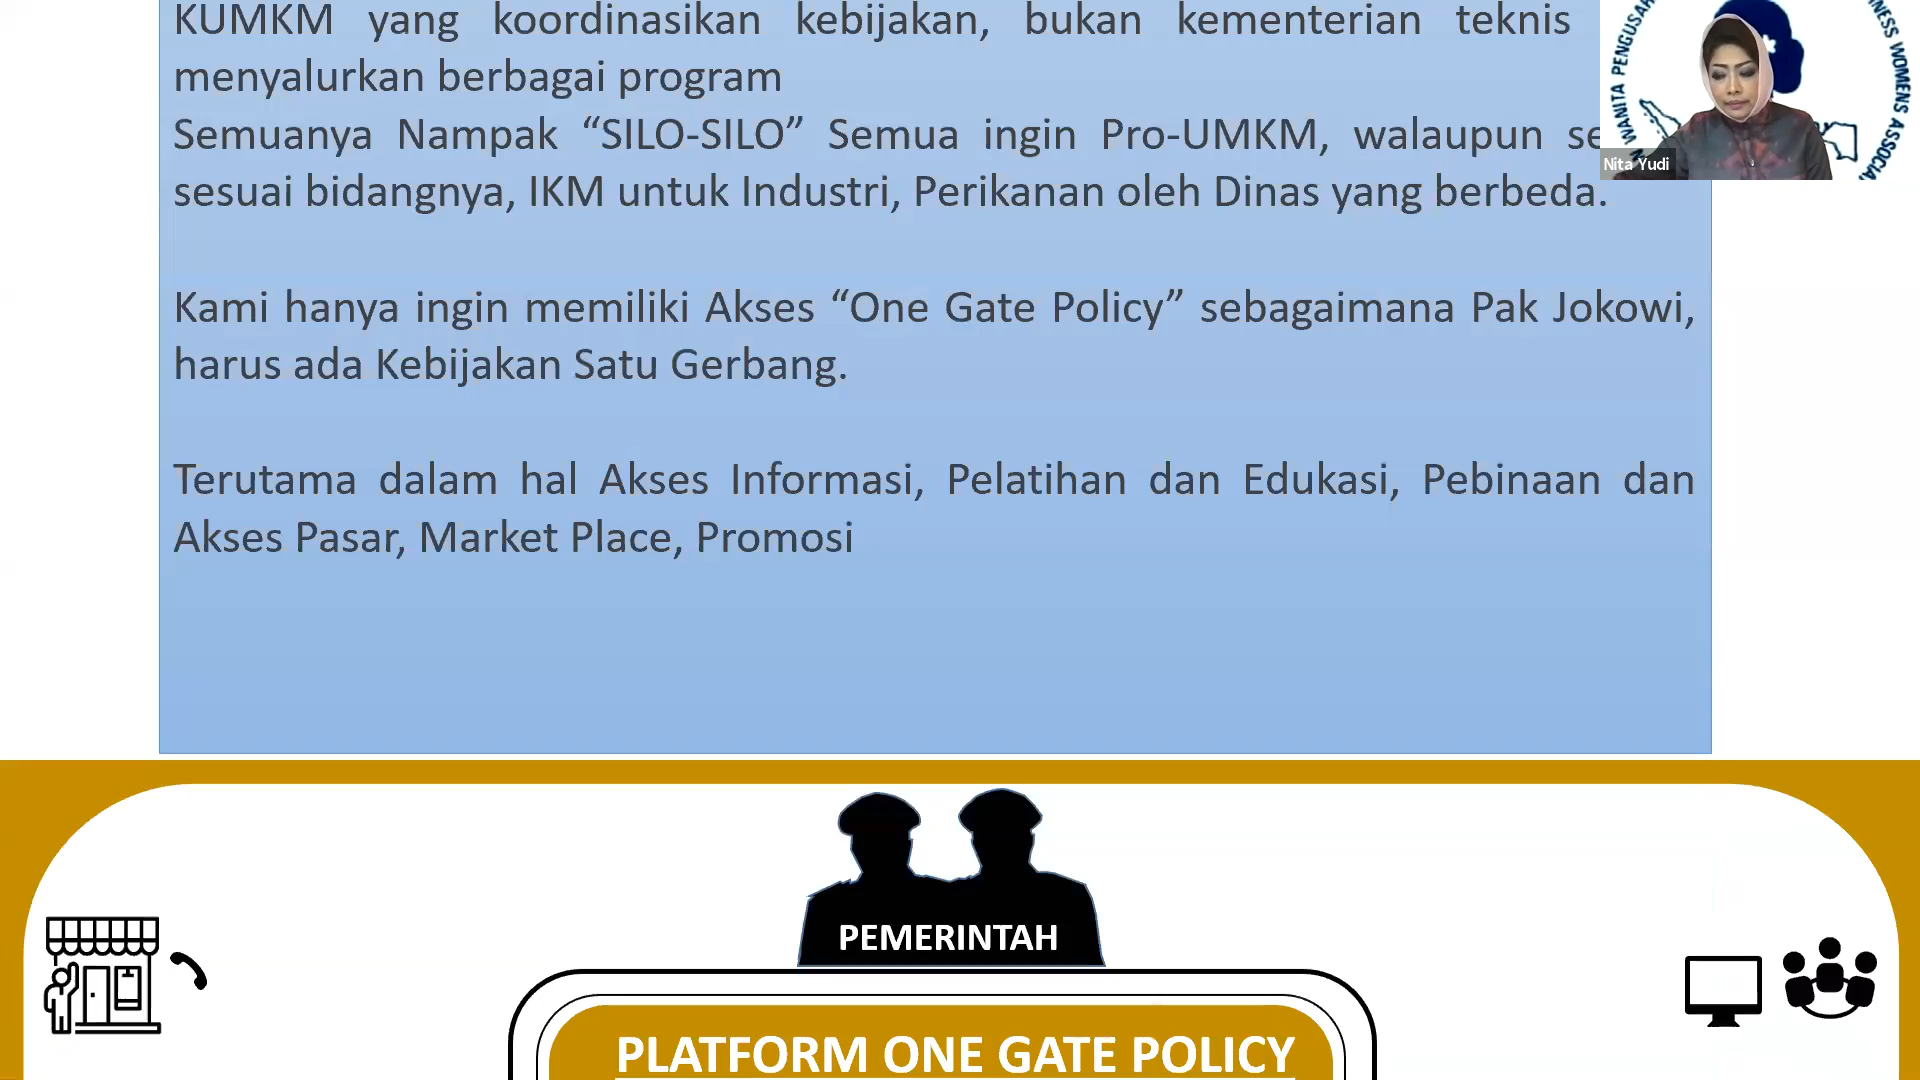 KUMKM yang koordinasikan kebijakan, bukan kementerian teknis
menyalurkan berbagai program
Semuanya Nampak “SILO-SILO” Semua ingin Pro-UMKM, walaupun
sesuai bidangnya, IKM untuk Industri, Perikanan oleh Dinas yang berbeda.
Kami hanya ingin memiliki Akses “One Gate Policy” sebagaimana Pak Jokowi,
harus ada Kebijakan Satu Gerbang.
Terutama dalam hal Akses Informasi, Pelatihan dan Edukasi, Pebinaan dan
Akses Pasar, Market Place, Promosi
WANITA
WOMENS
Nita Yudi
PEMERINTAH
PLATFORM ONE GATE POLICY